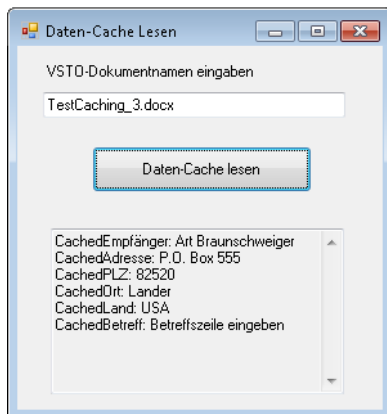 Daten-Cache Lesen
VSTO-Dokumentnamen eingaben
TestCaching_3.docx
Daten-Cache lesen
CachedEmpfänger: Art Braunschweiger
CachedAdresse: P.O. Box 555
CachedPLZ: 82520
CachedOrt: Lander
CachedLand: USA
CachedBetreff: Betreffszeile eingeben